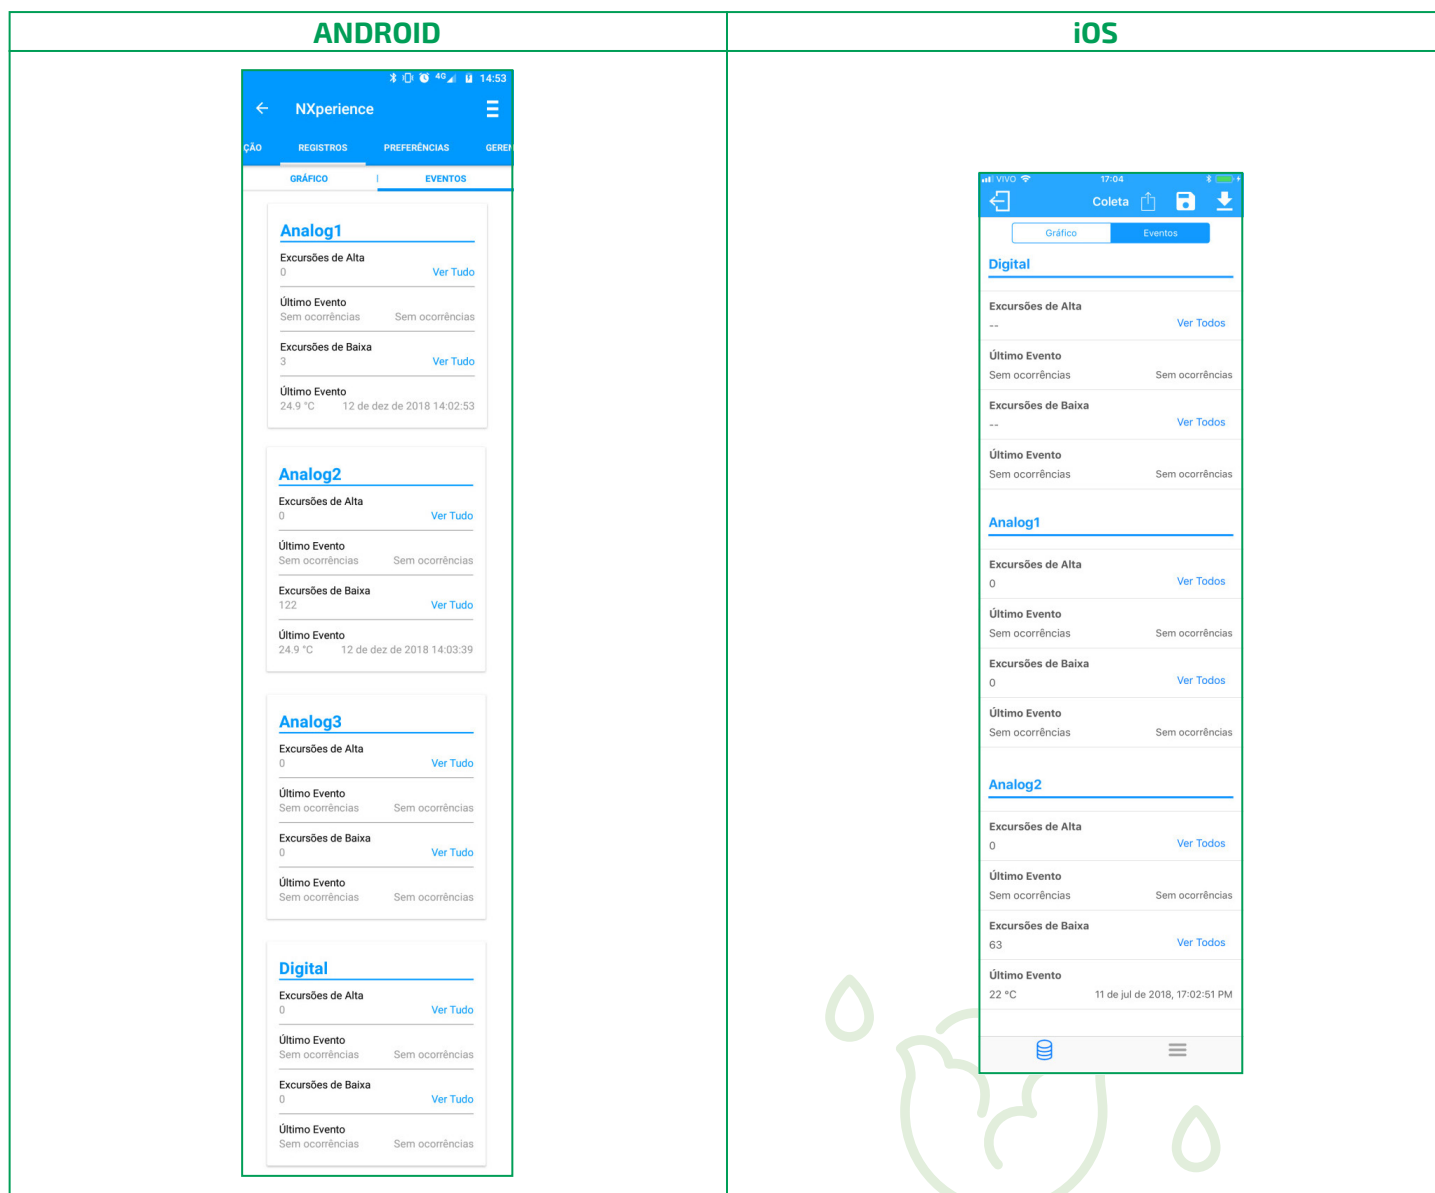 ANDROID
iOS
4G 14:53
NXperience
ÇÃO REGISTROS PREFERÊNCIAS
GRÁFICO | EVENTOS
Analog1
Excursões de Alta
0 Ver Tudo
Último Evento
Sem ocorrências Sem ocorrências
Excursões de Baixa
3 Ver Tudo
Último Evento
24.9 °C 12 de dez de 2018 14:02:53
Analog2
Excursões de Alta
0 Ver Tudo
Último Evento
Sem ocorrências Sem ocorrências
Excursões de Baixa
122 Ver Tudo
Último Evento
24.9 °C 12 de dez de 2018 14:03:39
Analog3
Excursões de Alta
0 Ver Tudo
Último Evento
Sem ocorrências Sem ocorrências
Excursões de Baixa
0 Ver Tudo
Último Evento
Sem ocorrências Sem ocorrências
Digital
Excursões de Alta
0 Ver Tudo
Último Evento
Sem ocorrências Sem ocorrências
Excursões de Baixa
0 Ver Tudo
Último Evento
Sem ocorrências Sem ocorrências
VIVO 17:04
Coleta
Gráfico Eventos
Digital
Excursões de Alta
-- Ver Todos
Último Evento
Sem ocorrências Sem ocorrências
Excursões de Baixa
-- Ver Todos
Último Evento
Sem ocorrências Sem ocorrências
Analog1
Excursões de Alta
0 Ver Todos
Último Evento
Sem ocorrências Sem ocorrências
Excursões de Baixa
0 Ver Todos
Último Evento
Sem ocorrências Sem ocorrências
Analog2
Excursões de Alta
0 Ver Todos
Último Evento
Sem ocorrências Sem ocorrências
Excursões de Baixa
63 Ver Todos
Último Evento
22 °C 11 de jul de 2018, 17:02:51 PM